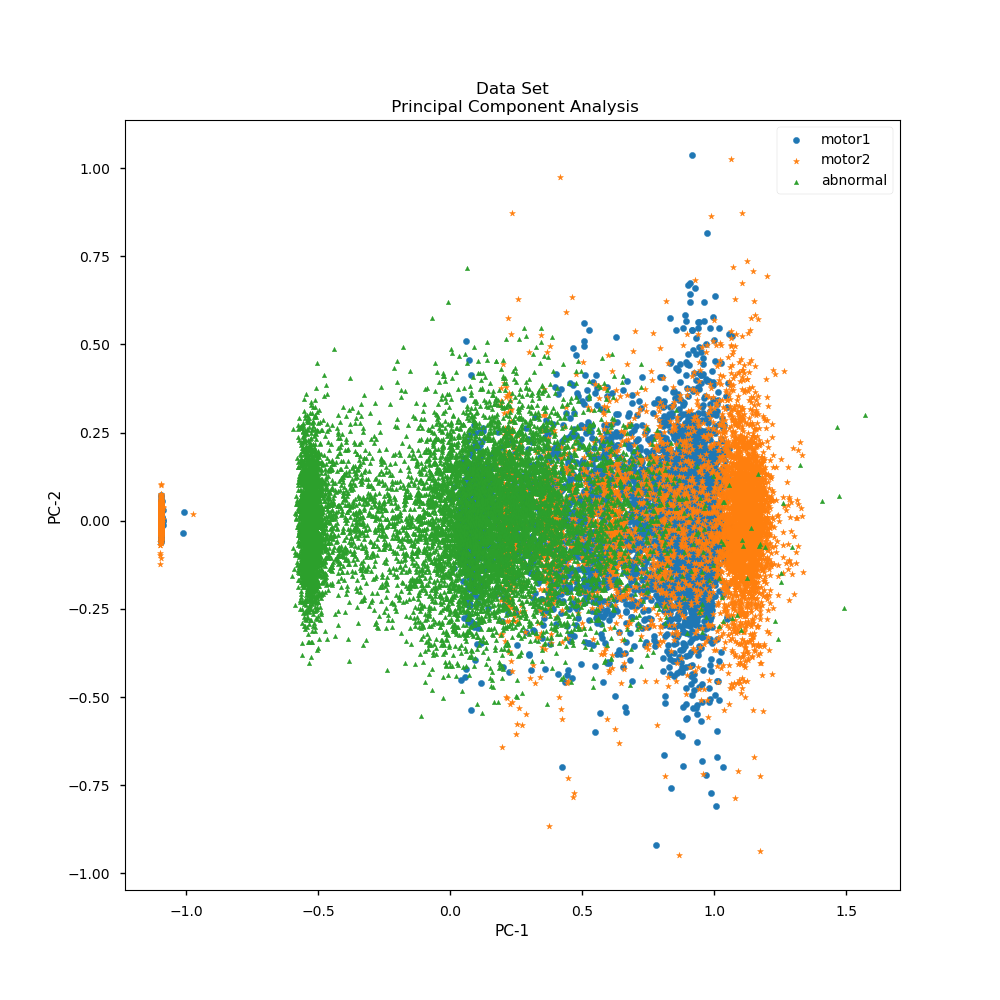 Data Set
Principal Component Analysis
motor1
motor2
abnormal
1.00
0.75
0.50
0.25
0.00
−0.25
−0.50
−0.75
−1.00
PC-2
−1.0
−0.5
0.0
0.5
1.0
1.5
PC-1